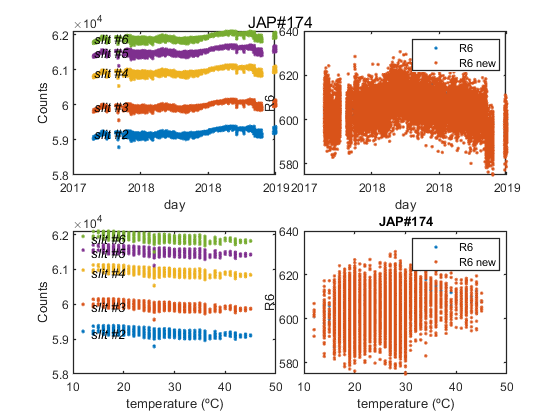 JAP#174
×10⁴
6.2
6.1
6
5.9
5.8
Counts
slit #6
slit #5
slit #4
slit #3
slit #2
2017 2018 2018 2019
day
640
620
600
580
R6
R6
R6 new
2017 2018 2018 2019
day
×10⁴
6.2
6.1
6
5.9
5.8
Counts
slit #6
slit #5
slit #4
slit #3
slit #2
10 20 30 40 50
temperature (ºC)
JAP#174
640
620
600
580
R6
R6
R6 new
10 20 30 40 50
temperature (ºC)